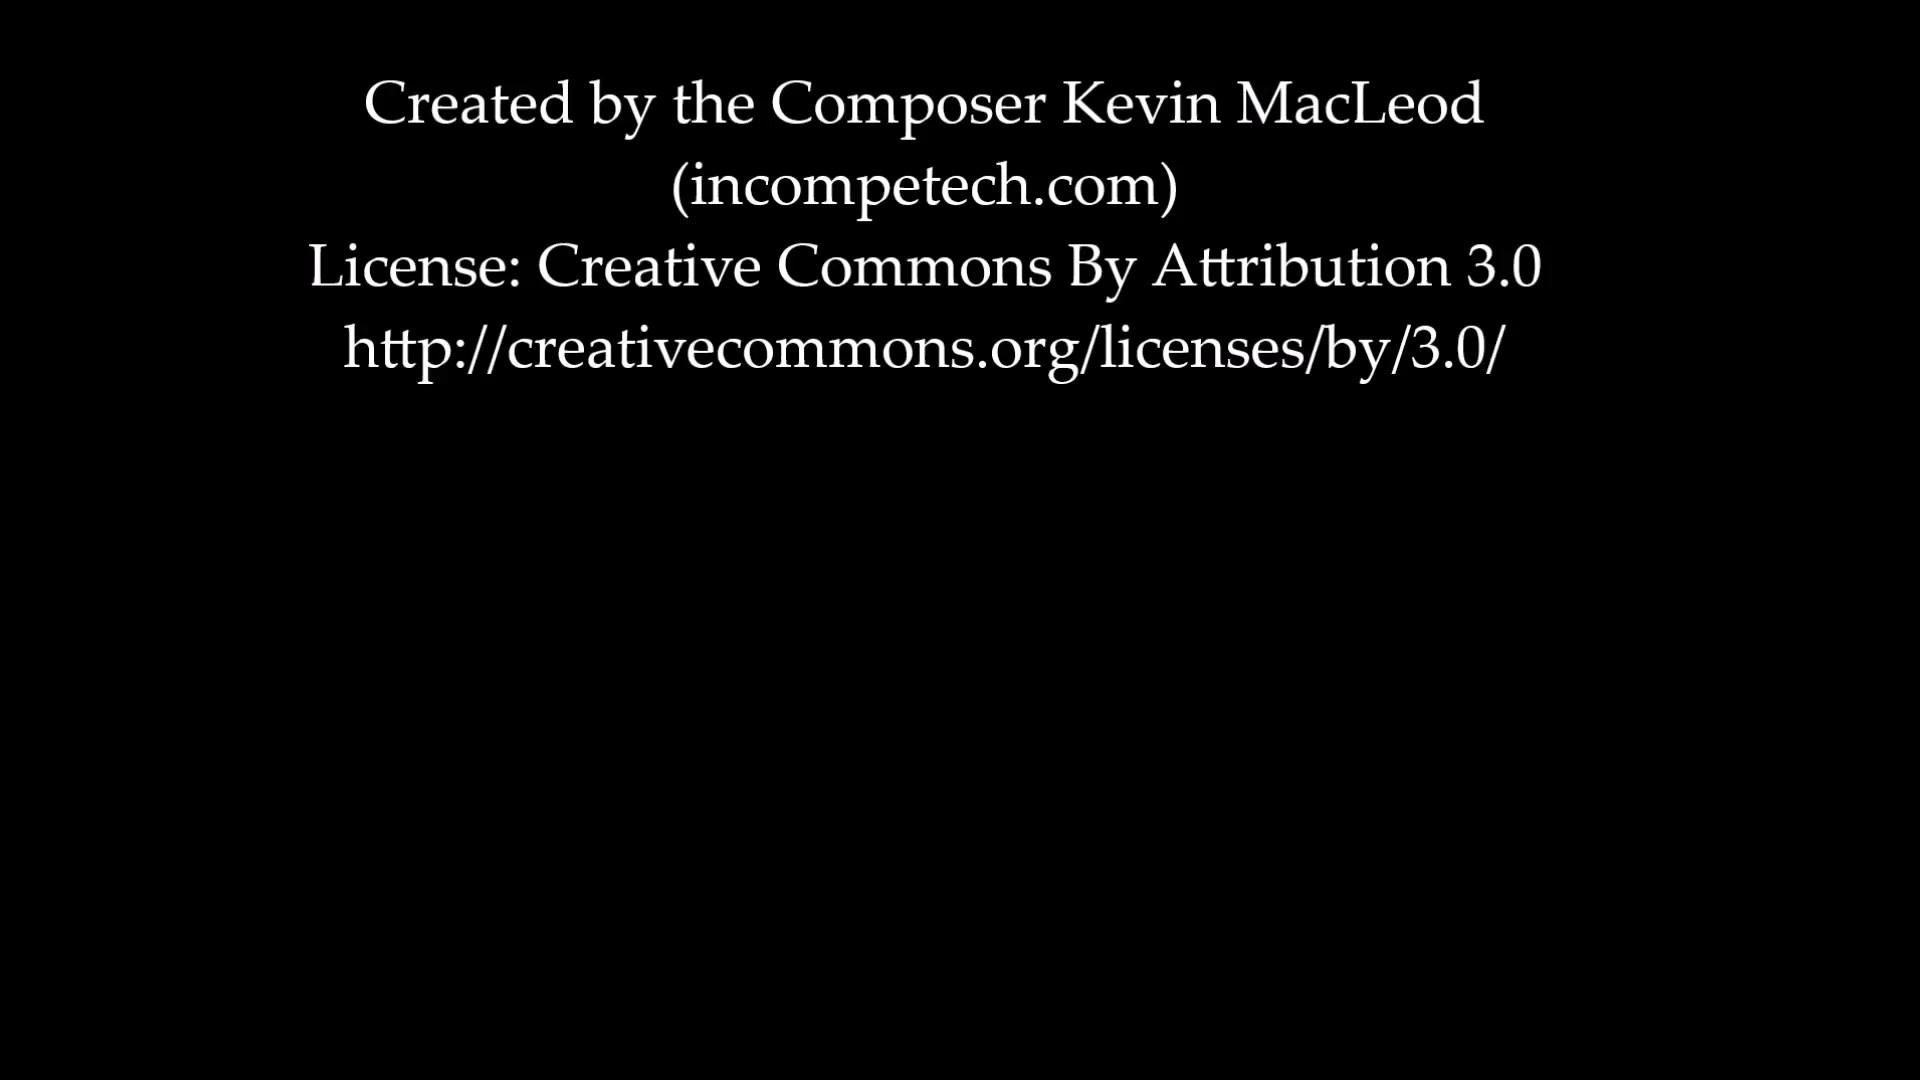 Created by the Composer Kevin MacLeod
(incompetech.com)
License: Creative Commons By Attribution 3.0
http://creativecommons.org/licenses/by/3.0/